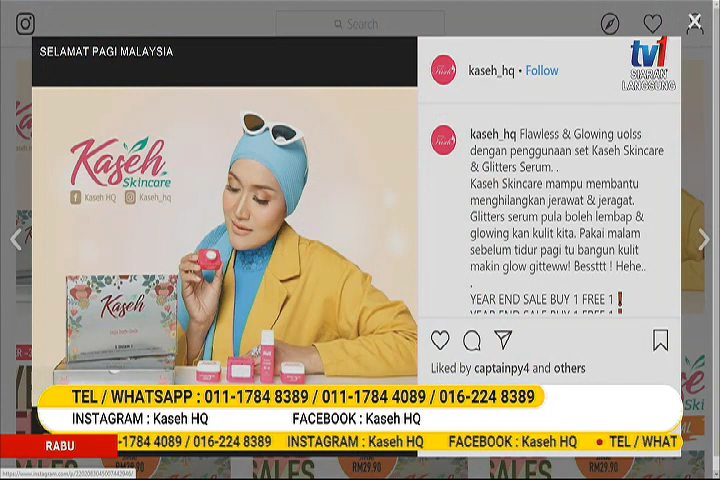 Search
SELAMAT PAGI MALAYSIA
tv1
SIARAN
LANGSUNG
kaseh_hq • Follow
kaseh_hq Flawless & Glowing uolss
dengan penggunaan set Kaseh Skincare
& Glitters Serum. .
Kaseh Skincare mampu membantu
menghilangkan jerawat & jeragat.
Glitters serum pula boleh lembap &
glowing kan kulit kita. Pakai malam
sebelum tidur pagi tu bangun kulit
makin glow gitteww! Bessttt ! Hehe..
.
YEAR END SALE BUY 1 FREE 1❗
Kaseh
Skincare
Kaseh HQ Kaseh_hq
Kaseh
Liked by captainpy4 and others
TEL / WHATSAPP : 011-1784 8389 / 011-1784 4089 / 016-224 8389
INSTAGRAM : Kaseh HQ FACEBOOK : Kaseh HQ
RABU
-1784 4089 / 016-224 8389 INSTAGRAM : Kaseh HQ FACEBOOK : Kaseh HQ • TEL / WHAT
RM29.90
RM29.90